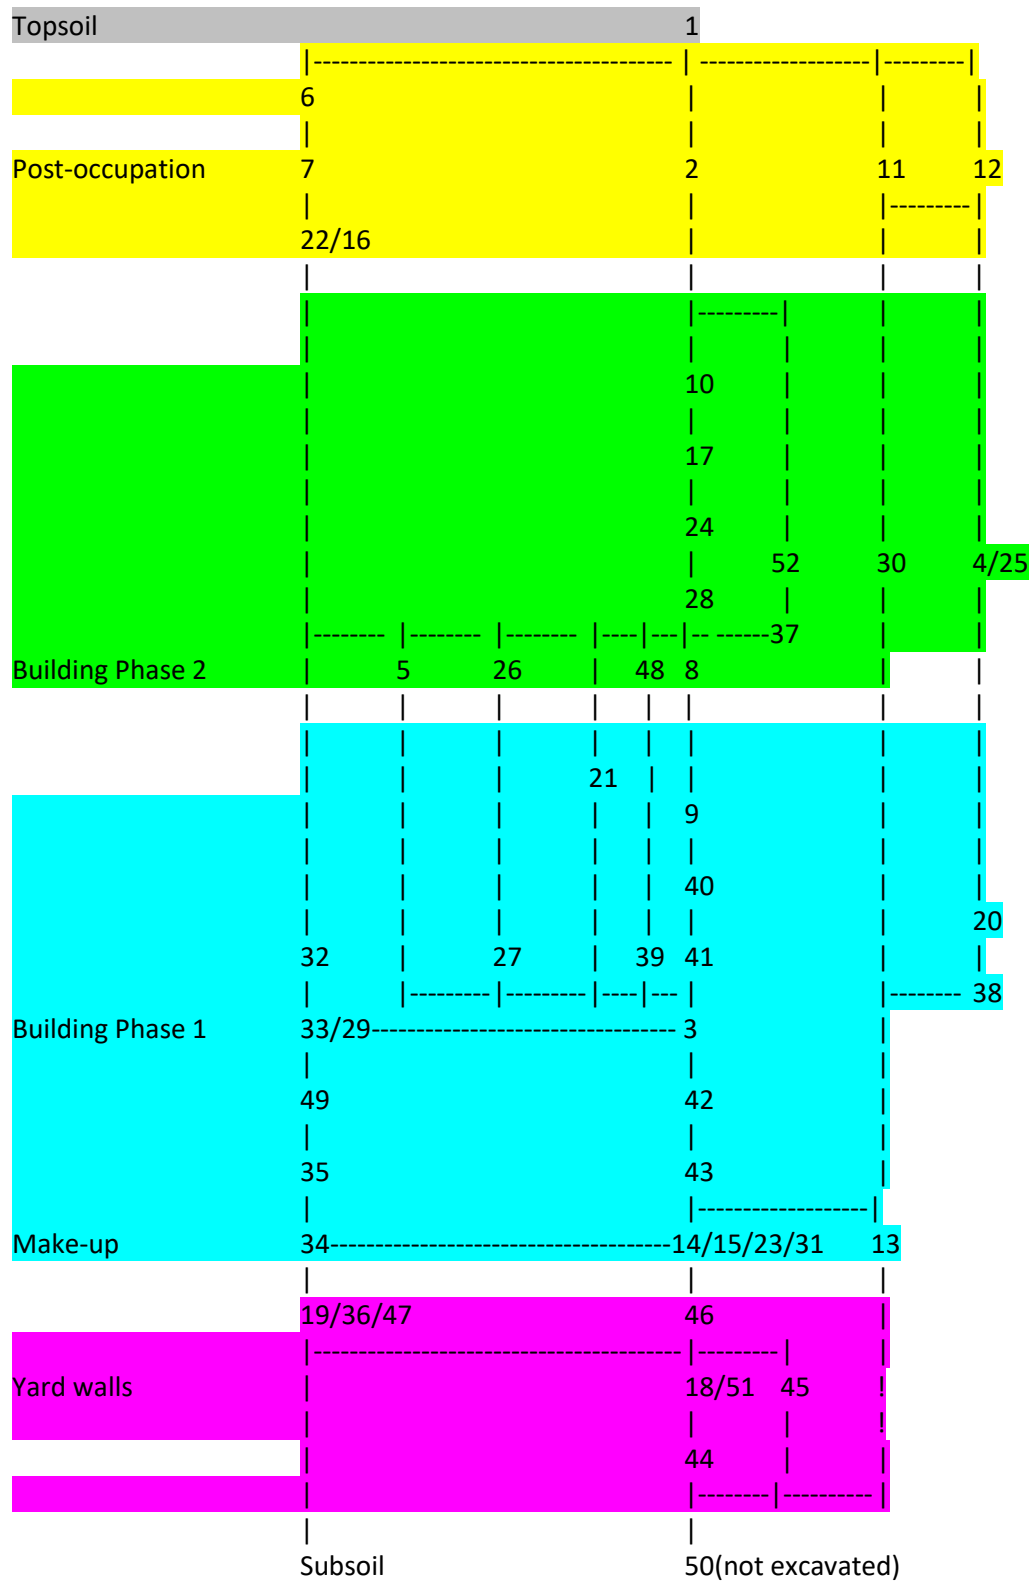 Topsoil 1
|---------------------------------------- | -------------------|---------|
6 | | |
| | | |
Post-occupation 7 2 11 12
| | |--------- |
22/16 | | |
| | | |
| |---------| | |
| | | | |
| 10 | | |
| | | | |
| 17 | | |
| | | | |
| 24 | | |
| | 52 30 4/25
| 28 | | |
|-------- |-------- |-------- |----|---|-- ------37 | |
Building Phase 2 5 26 | 48 8 | |
| | | | | | | |
| | | | | | | |
| | | 21 | | | |
| | | | | 9 | |
| | | | | | | |
| | | | | 40 | |
| | | | | | | 20
32 | 27 | 39 41 | |
| |--------- |--------- |----|--- | |-------- 38
Building Phase 1 33/29---------------------------------- 3 |
| | |
49 42 |
| | |
35 43 |
| |-------------------|
Make-up 34--------------------------------------14/15/23/31 13
| | |
19/36/47 46 |
|----------------------------------------- |--------- | |
Yard walls | 18/51 45 !
| | | !
| 44 | |
| |--------|---------- |
| |
Subsoil 50(not excavated)